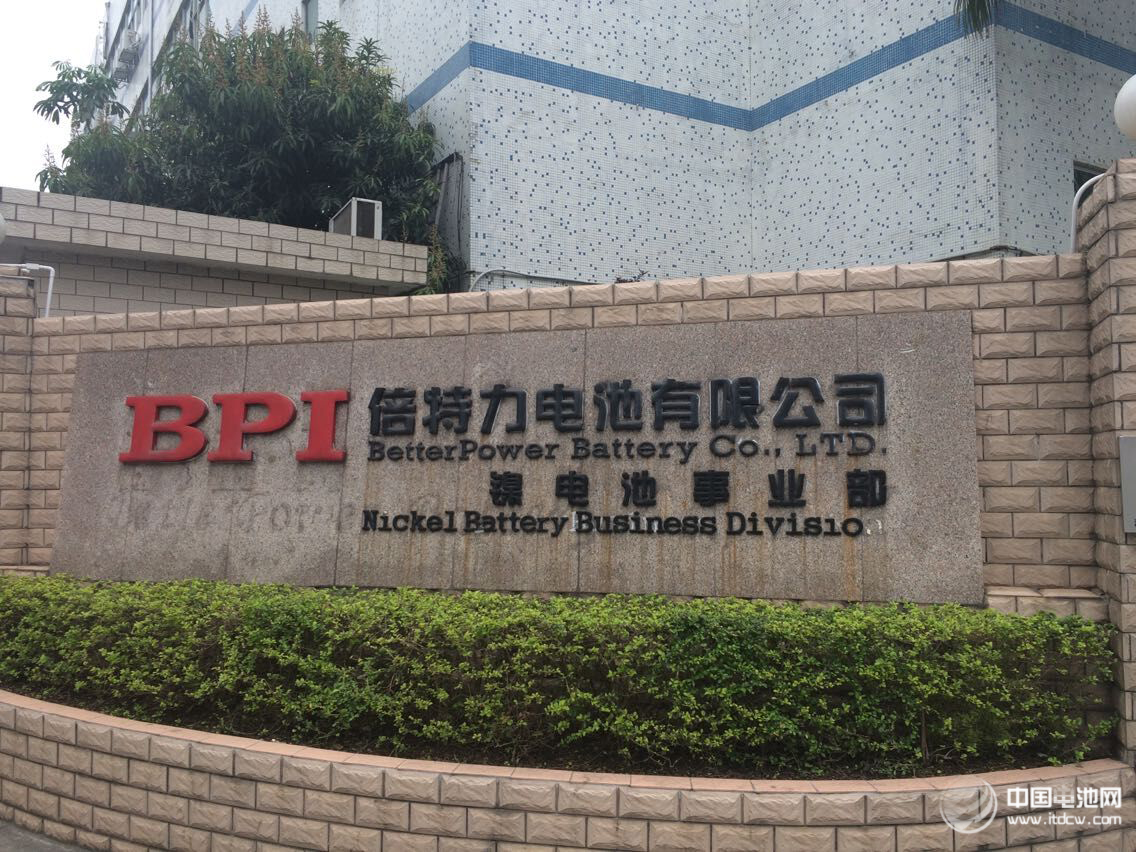 BPI
倍特力电池有限公司
BetterPower Battery Co., LTD.
镍电池事业部
Nickel Battery Business Divisio
中国电池网
www.itdcw.com